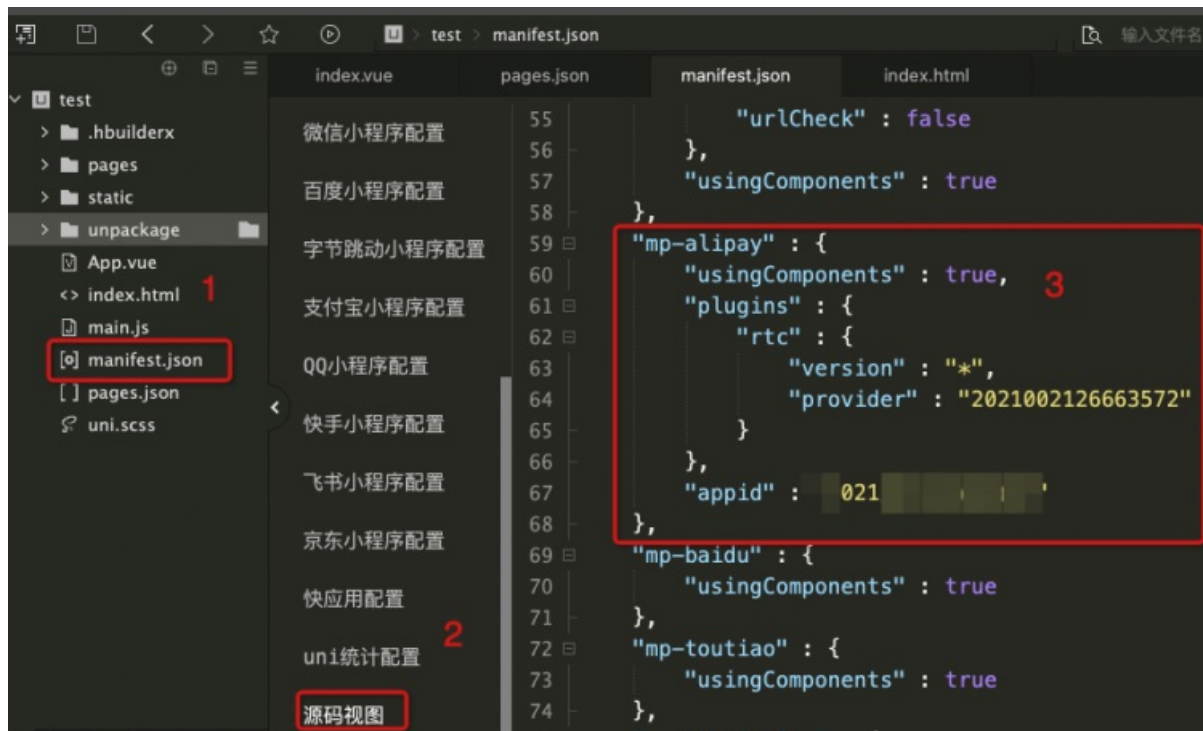 test > manifest.json
输入文件名
index.vue
pages.json
manifest.json
index.html
test
.hbuilderx
pages
static
unpackage
App.vue
index.html
main.js
manifest.json
pages.json
uni.scss
1
微信小程序配置
百度小程序配置
字节跳动小程序配置
支付宝小程序配置
QQ小程序配置
快手小程序配置
飞书小程序配置
京东小程序配置
快应用配置
uni统计配置
源码视图
2
55 "urlCheck" : false
56 },
57 "usingComponents" : true
58 },
59 "mp-alipay" : {
60 "usingComponents" : true,
61 "plugins" : {
62 "rtc" : {
63 "version" : "*",
64 "provider" : "2021002126663572"
65 }
66 },
67 "appid" : 021
68 },
69 "mp-baidu" : {
70 "usingComponents" : true
71 },
72 "mp-toutiao" : {
73 "usingComponents" : true
74 },
3